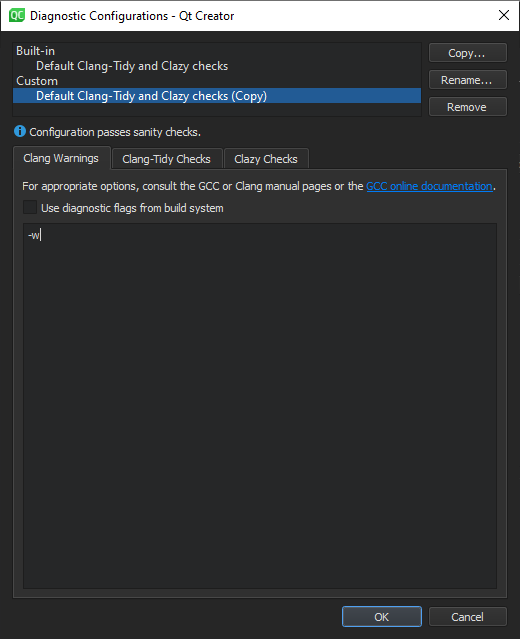 QC Diagnostic Configurations - Qt Creator
Built-in
Default Clang-Tidy and Clazy checks
Copy...
Custom
Rename...
Default Clang-Tidy and Clazy checks (Copy)
Remove
Configuration passes sanity checks.
Clang Warnings
Clang-Tidy Checks
Clazy Checks
For appropriate options, consult the GCC or Clang manual pages or the GCC online documentation.
Use diagnostic flags from build system
-w
OK
Cancel